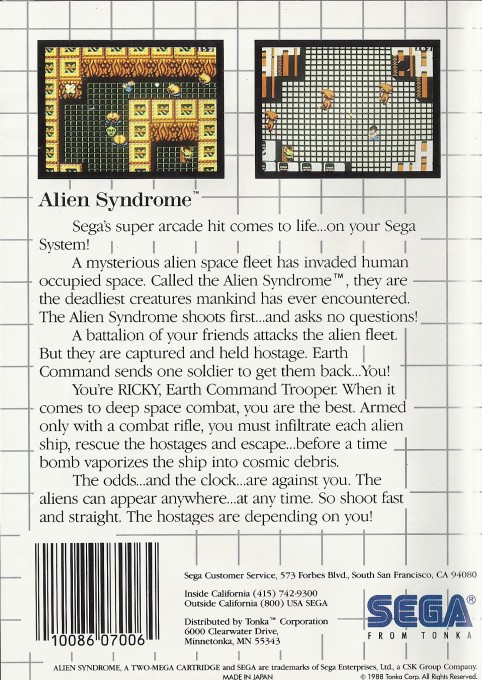 Alien Syndrome™
Sega's super arcade hit comes to life...on your Sega
System!
A mysterious alien space fleet has invaded human
occupied space. Called the Alien Syndrome™, they are
the deadliest creatures mankind has ever encountered.
The Alien Syndrome shoots first...and asks no questions!
A battalion of your friends attacks the alien fleet.
But they are captured and held hostage. Earth
Command sends one soldier to get them back...You!
You're RICKY, Earth Command Trooper. When it
comes to deep space combat, you are the best. Armed
only with a combat rifle, you must infiltrate each alien
ship, rescue the hostages and escape...before a time
bomb vaporizes the ship into cosmic debris.
The odds...and the clock...are against you. The
aliens can appear anywhere...at any time. So shoot fast
and straight. The hostages are depending on you!
Sega Customer Service, 573 Forbes Blvd., South San Francisco, CA 94080
Inside California (415) 742-9300
Outside California (800) USA SEGA
Distributed by Tonka™ Corporation
6000 Clearwater Drive,
Minnetonka, MN 55343
SEGA®
FROM TONKA
10086 07006
ALIEN SYNDROME, A TWO-MEGA CARTRIDGE and SEGA are trademarks of Sega Enterprises, Ltd., a CSK Group Company.
MADE IN JAPAN
© 1988 Tonka Corp. All Rights Reserved.